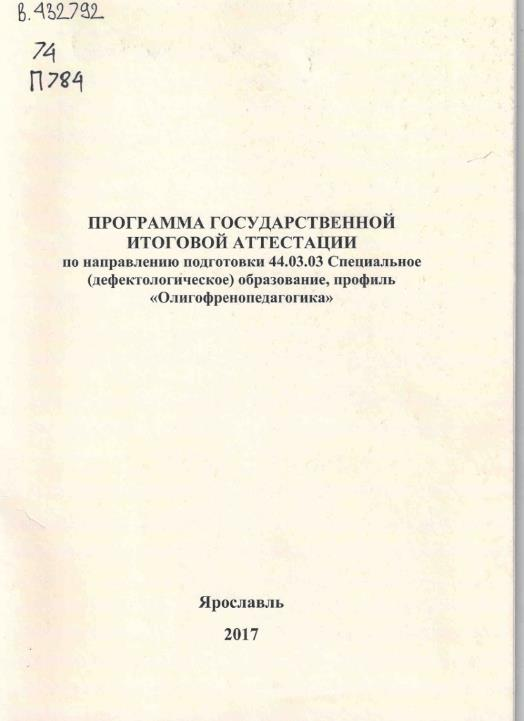 В.432792
74
П784
ПРОГРАММА ГОСУДАРСТВЕННОЙ
ИТОГОВОЙ АТТЕСТАЦИИ
по направлению подготовки 44.03.03 Специальное
(дефектологическое) образование, профиль
«Олигофренопедагогика»
Ярославль
2017